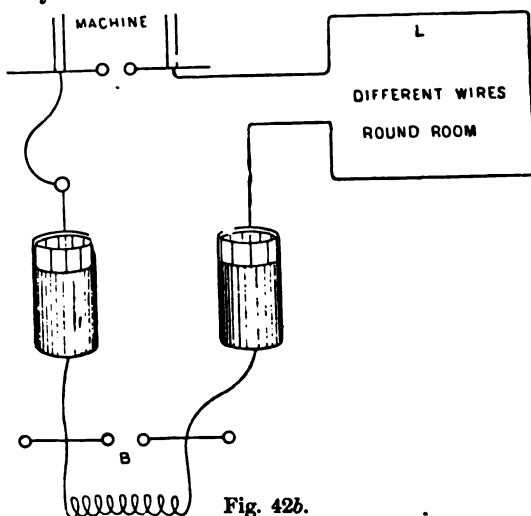 MACHINE
L
DIFFERENT WIRES
ROUND ROOM
B
Fig. 42b.